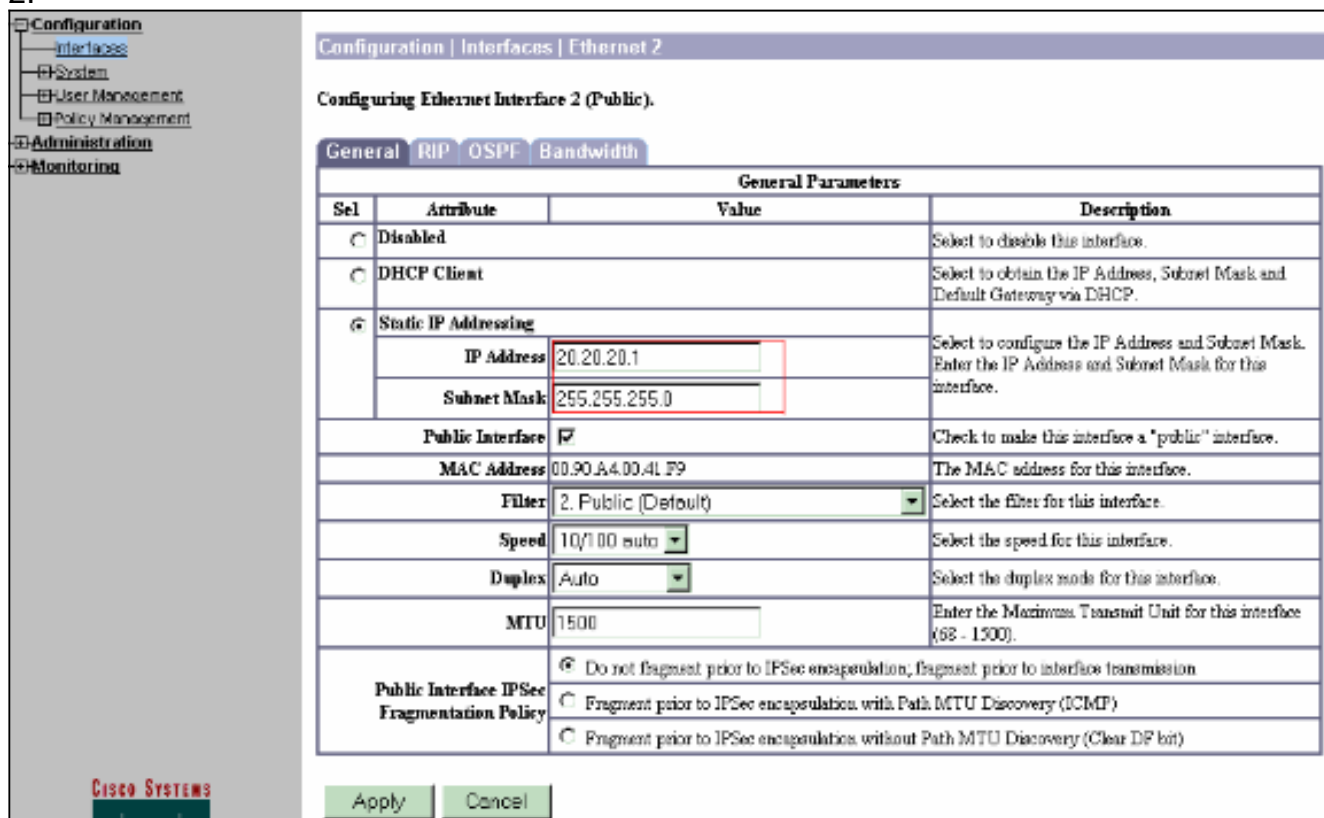 2.
Configuration
Interfaces
System
User Management
Policy Management
Administration
Monitoring
Configuration | Interfaces | Ethernet 2
Configuring Ethernet Interface 2 (Public).
General RIP OSPF Bandwidth
General Parameters
Sel Attribute Value Description
Disabled Select to disable this interface.
DHCP Client Select to obtain the IP Address, Subnet Mask and
Default Gateway via DHCP.
Static IP Addressing Select to configure the IP Address and Subnet Mask.
Enter the IP Address and Subnet Mask for this
interface.
IP Address 20.20.20.1
Subnet Mask 255.255.255.0
Public Interface Check to make this interface a "public" interface.
MAC Address 00.90.A4.00.41.F9 The MAC address for this interface.
Filter 2. Public (Default) Select the filter for this interface.
Speed 10/100 auto Select the speed for this interface.
Duplex Auto Select the duplex mode for this interface.
MTU 1500 Enter the Maximum Transmit Unit for this interface
(68 - 1500).
Public Interface IPSec
Fragmentation Policy
Do not fragment prior to IPSec encapsulation; fragment prior to interface transmission
Fragment prior to IPSec encapsulation with Path MTU Discovery (ICMP)
Fragment prior to IPSec encapsulation without Path MTU Discovery (Clear DF bit)
CISCO SYSTEMS
Apply Cancel